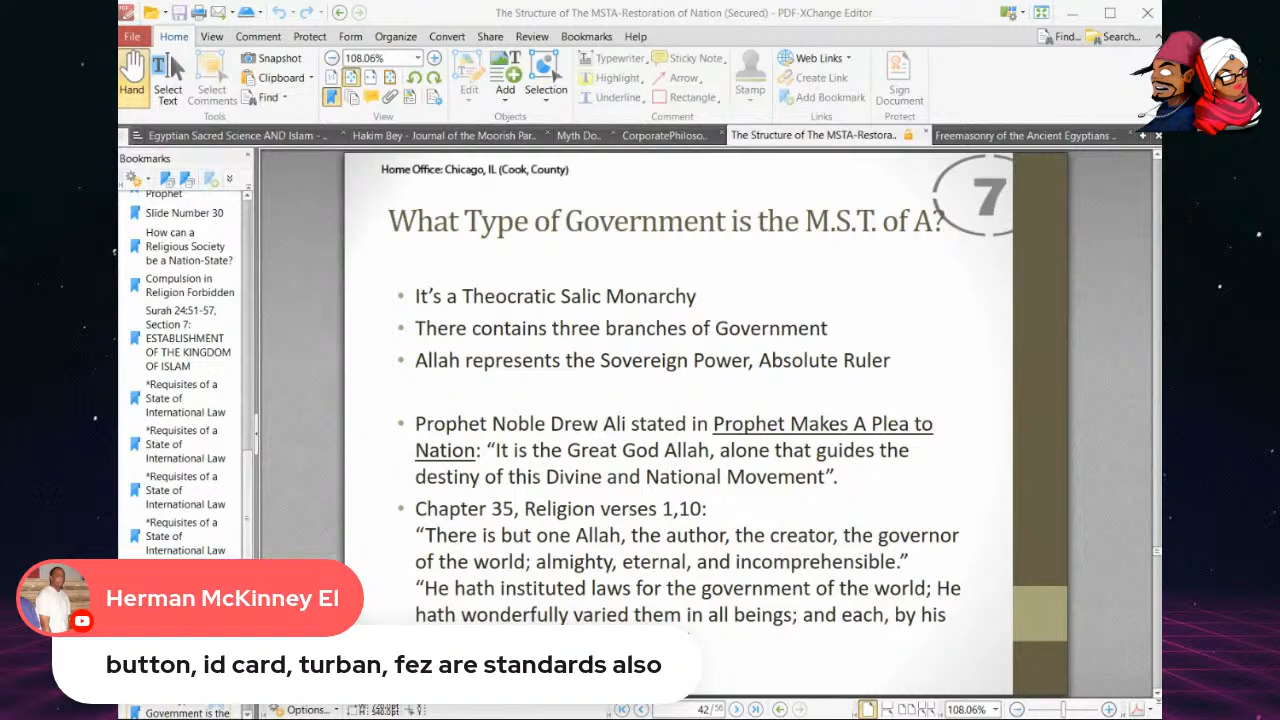 The Structure of The MSTA-Restoration of Nation (Secured) - PDF-XChange Editor
File Home View Comment Protect Form Organize Convert Share Review Bookmarks Help Find... Search...
Hand
Select Text
Select Comments
Snapshot
Clipboard
Find
Tools
108.06%
View
Edit
Add
Selection
Objects
Typewriter
Highlight
Underline
Sticky Note
Arrow
Rectangle
Comment
Stamp
Web Links
Create Link
Add Bookmark
Links
Sign Document
Protect
Egyptian Sacred Science AND Islam -... Hakim Bey - Journal of the Moorish Par... Myth Do... CorporatePhiloso... The Structure Of The MSTA-Restora... Freemasonry of the Ancient Egyptians ...
Bookmarks
Prophet
Slide Number 30
How can a
Religious Society
be a Nation-State?
Compulsion in
Religion Forbidden
Surah 24:51-57,
Section 7:
ESTABLISHMENT
OF THE KINGDOM
OF ISLAM
*Requisites of a
State of
International Law
*Requisites of a
State of
International Law
*Requisites of a
State of
International Law
*Requisites of a
State of
International Law
Government is the
Home Office: Chicago, IL (Cook, County)
7
What Type of Government is the M.S.T. of A?
• It's a Theocratic Salic Monarchy
• There contains three branches of Government
• Allah represents the Sovereign Power, Absolute Ruler
• Prophet Noble Drew Ali stated in Prophet Makes A Plea to
Nation: “It is the Great God Allah, alone that guides the
destiny of this Divine and National Movement”.
• Chapter 35, Religion verses 1,10:
“There is but one Allah, the author, the creator, the governor
of the world; almighty, eternal, and incomprehensible.”
“He hath instituted laws for the government of the world; He
hath wonderfully varied them in all beings; and each, by his
Herman McKinney El
button, id card, turban, fez are standards also
Options...
42/56
108.06%